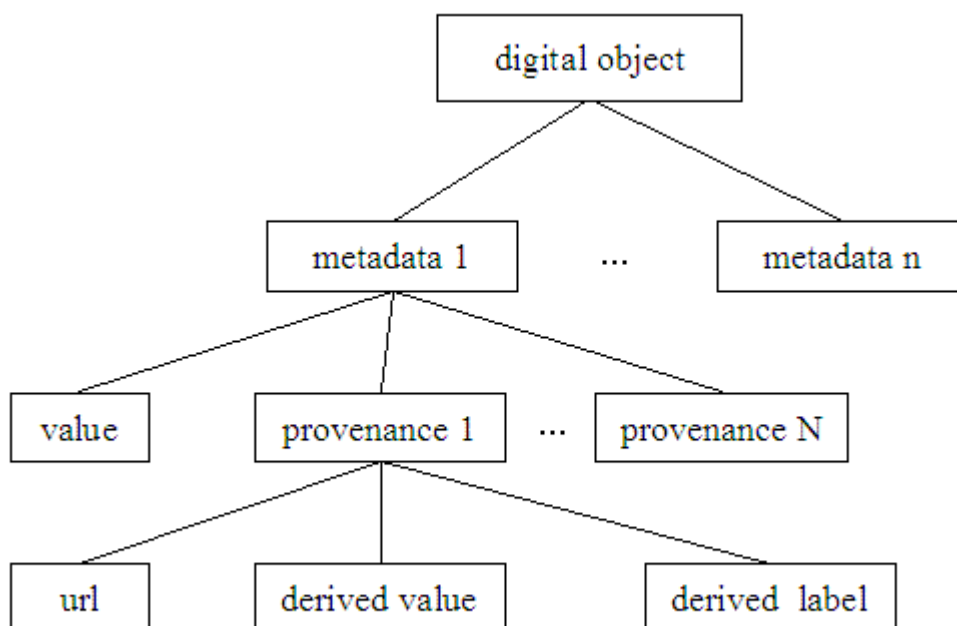 digital object
metadata 1 ... metadata n
value provenance 1 ... provenance N
url derived value derived label